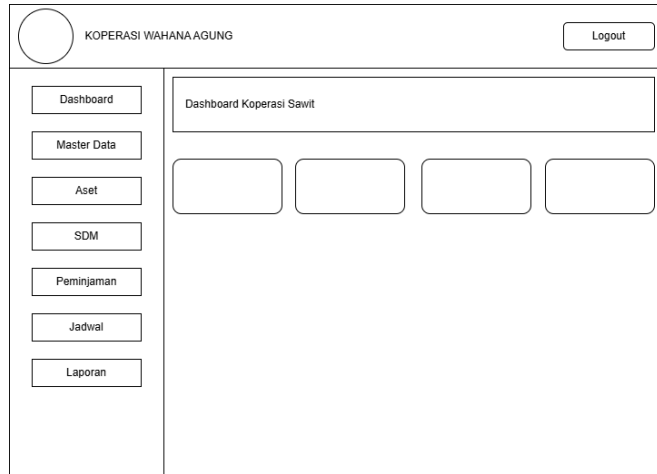 KOPERASI WAHANA AGUNG
Logout
Dashboard
Dashboard Koperasi Sawit
Master Data
Aset
SDM
Peminjaman
Jadwal
Laporan